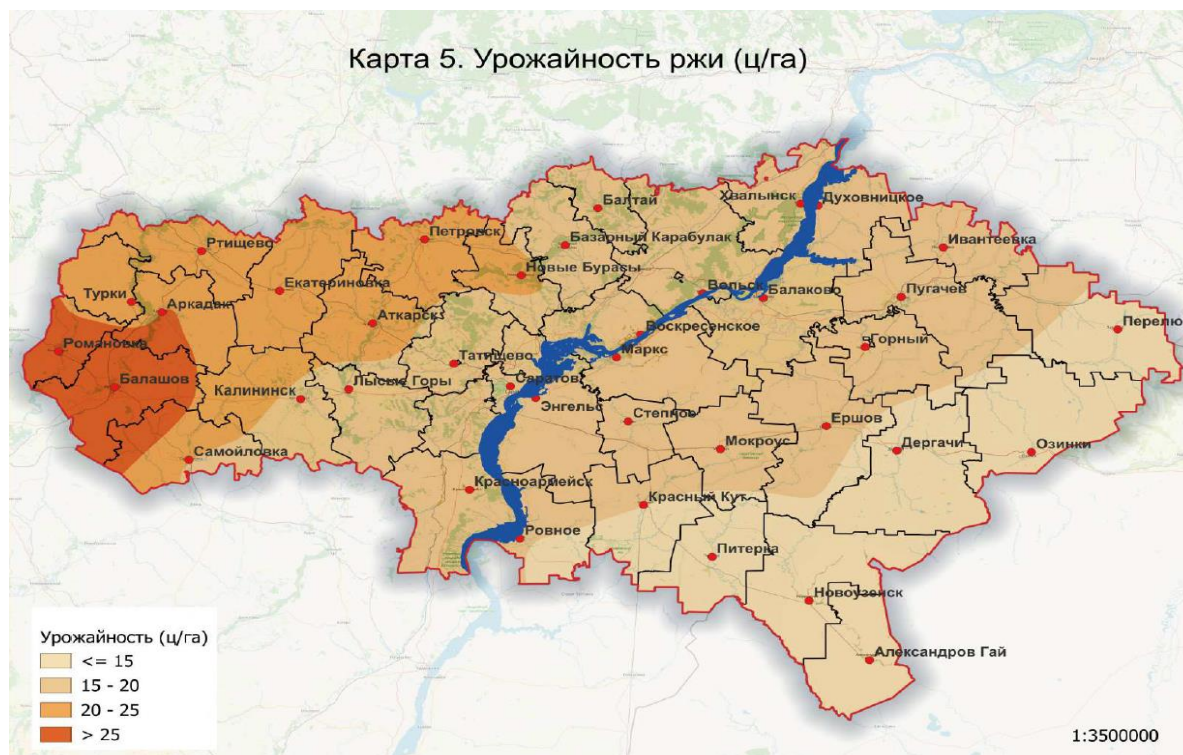 Карта 5. Урожайность ржи (ц/га)
Балтай
Хвалынск
Духовницкое
Петровск
Базарный Карабулак
Ртищево
Ивантеевка
Новые Бурасы
Екатериновка
Вольск
Балаково
Пугачев
Турки
Аркадак
Аткарск
Воскресенское
Перелюб
Романовка
Горный
Маркс
Татищево
Балашов
Лысые Горы
Саратов
Калининск
Энгельс
Степное
Ершов
Мокроус
Дергачи
Озинки
Самойловка
Красноармейск
Красный Кут
Ровное
Питерка
Новоузенск
Александров Гай
Урожайность (ц/га)
<= 15
15 - 20
20 - 25
> 25
1:3500000